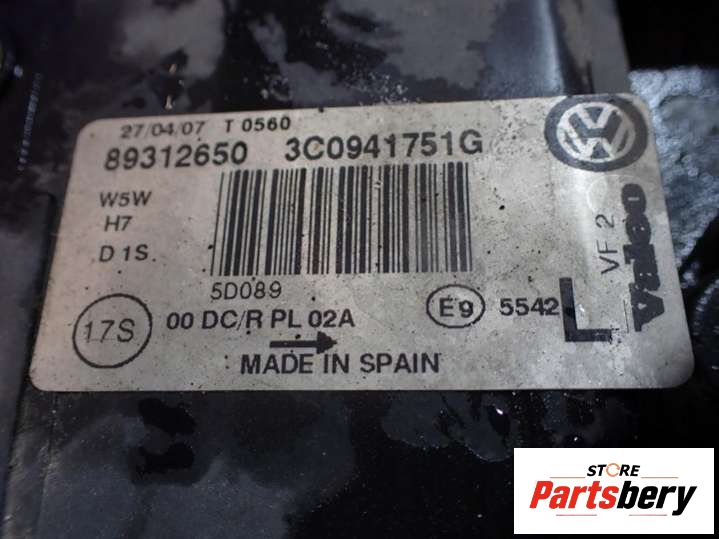 27/04/07 T 0560
89312650 3C0941751G
W5W
H7
D1S
5D089
17S
00 DC/R PL 02A
E9 5542
L
VF 2
Valeo
MADE IN SPAIN
STORE
Partsbery